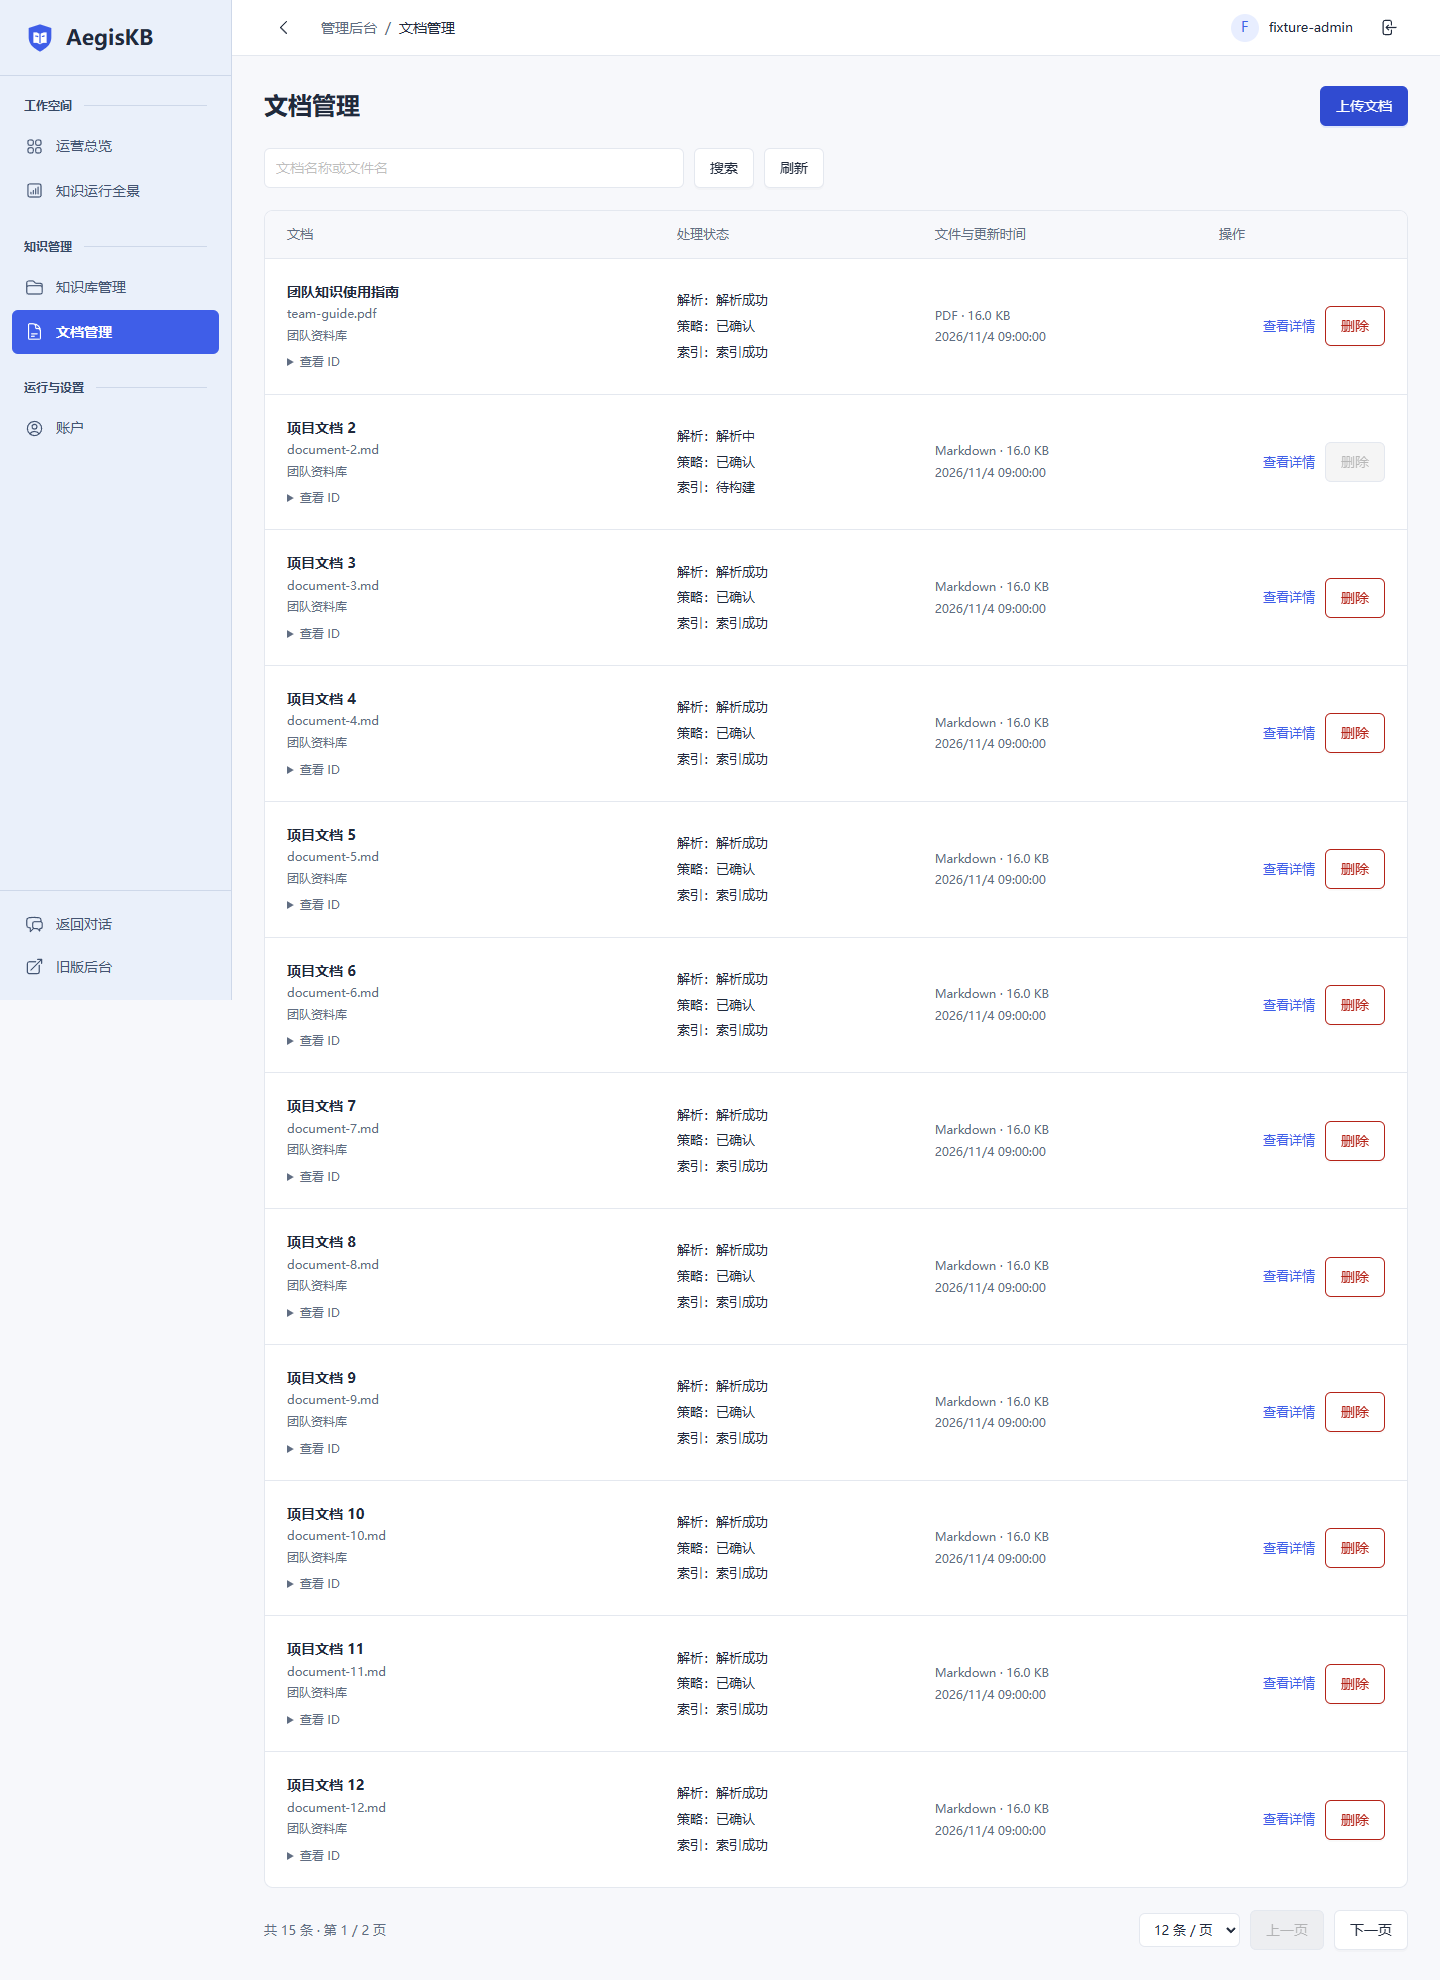 AegisKB
工作空间
运营总览
知识运行全景
知识管理
知识库管理
文档管理
运行与设置
账户
返回对话
旧版后台
管理后台 / 文档管理
F fixture-admin
文档管理
上传文档
文档名称或文件名
搜索
刷新
文档 处理状态 文件与更新时间 操作
团队知识使用指南
team-guide.pdf
团队资料库
查看 ID
解析：解析成功
策略：已确认
索引：索引成功
PDF · 16.0 KB
2026/11/4 09:00:00
查看详情 删除
项目文档 2
document-2.md
团队资料库
查看 ID
解析：解析中
策略：已确认
索引：待构建
Markdown · 16.0 KB
2026/11/4 09:00:00
查看详情 删除
项目文档 3
document-3.md
团队资料库
查看 ID
解析：解析成功
策略：已确认
索引：索引成功
Markdown · 16.0 KB
2026/11/4 09:00:00
查看详情 删除
项目文档 4
document-4.md
团队资料库
查看 ID
解析：解析成功
策略：已确认
索引：索引成功
Markdown · 16.0 KB
2026/11/4 09:00:00
查看详情 删除
项目文档 5
document-5.md
团队资料库
查看 ID
解析：解析成功
策略：已确认
索引：索引成功
Markdown · 16.0 KB
2026/11/4 09:00:00
查看详情 删除
项目文档 6
document-6.md
团队资料库
查看 ID
解析：解析成功
策略：已确认
索引：索引成功
Markdown · 16.0 KB
2026/11/4 09:00:00
查看详情 删除
项目文档 7
document-7.md
团队资料库
查看 ID
解析：解析成功
策略：已确认
索引：索引成功
Markdown · 16.0 KB
2026/11/4 09:00:00
查看详情 删除
项目文档 8
document-8.md
团队资料库
查看 ID
解析：解析成功
策略：已确认
索引：索引成功
Markdown · 16.0 KB
2026/11/4 09:00:00
查看详情 删除
项目文档 9
document-9.md
团队资料库
查看 ID
解析：解析成功
策略：已确认
索引：索引成功
Markdown · 16.0 KB
2026/11/4 09:00:00
查看详情 删除
项目文档 10
document-10.md
团队资料库
查看 ID
解析：解析成功
策略：已确认
索引：索引成功
Markdown · 16.0 KB
2026/11/4 09:00:00
查看详情 删除
项目文档 11
document-11.md
团队资料库
查看 ID
解析：解析成功
策略：已确认
索引：索引成功
Markdown · 16.0 KB
2026/11/4 09:00:00
查看详情 删除
项目文档 12
document-12.md
团队资料库
查看 ID
解析：解析成功
策略：已确认
索引：索引成功
Markdown · 16.0 KB
2026/11/4 09:00:00
查看详情 删除
共 15 条 · 第 1 / 2 页
12 条 / 页
上一页
下一页